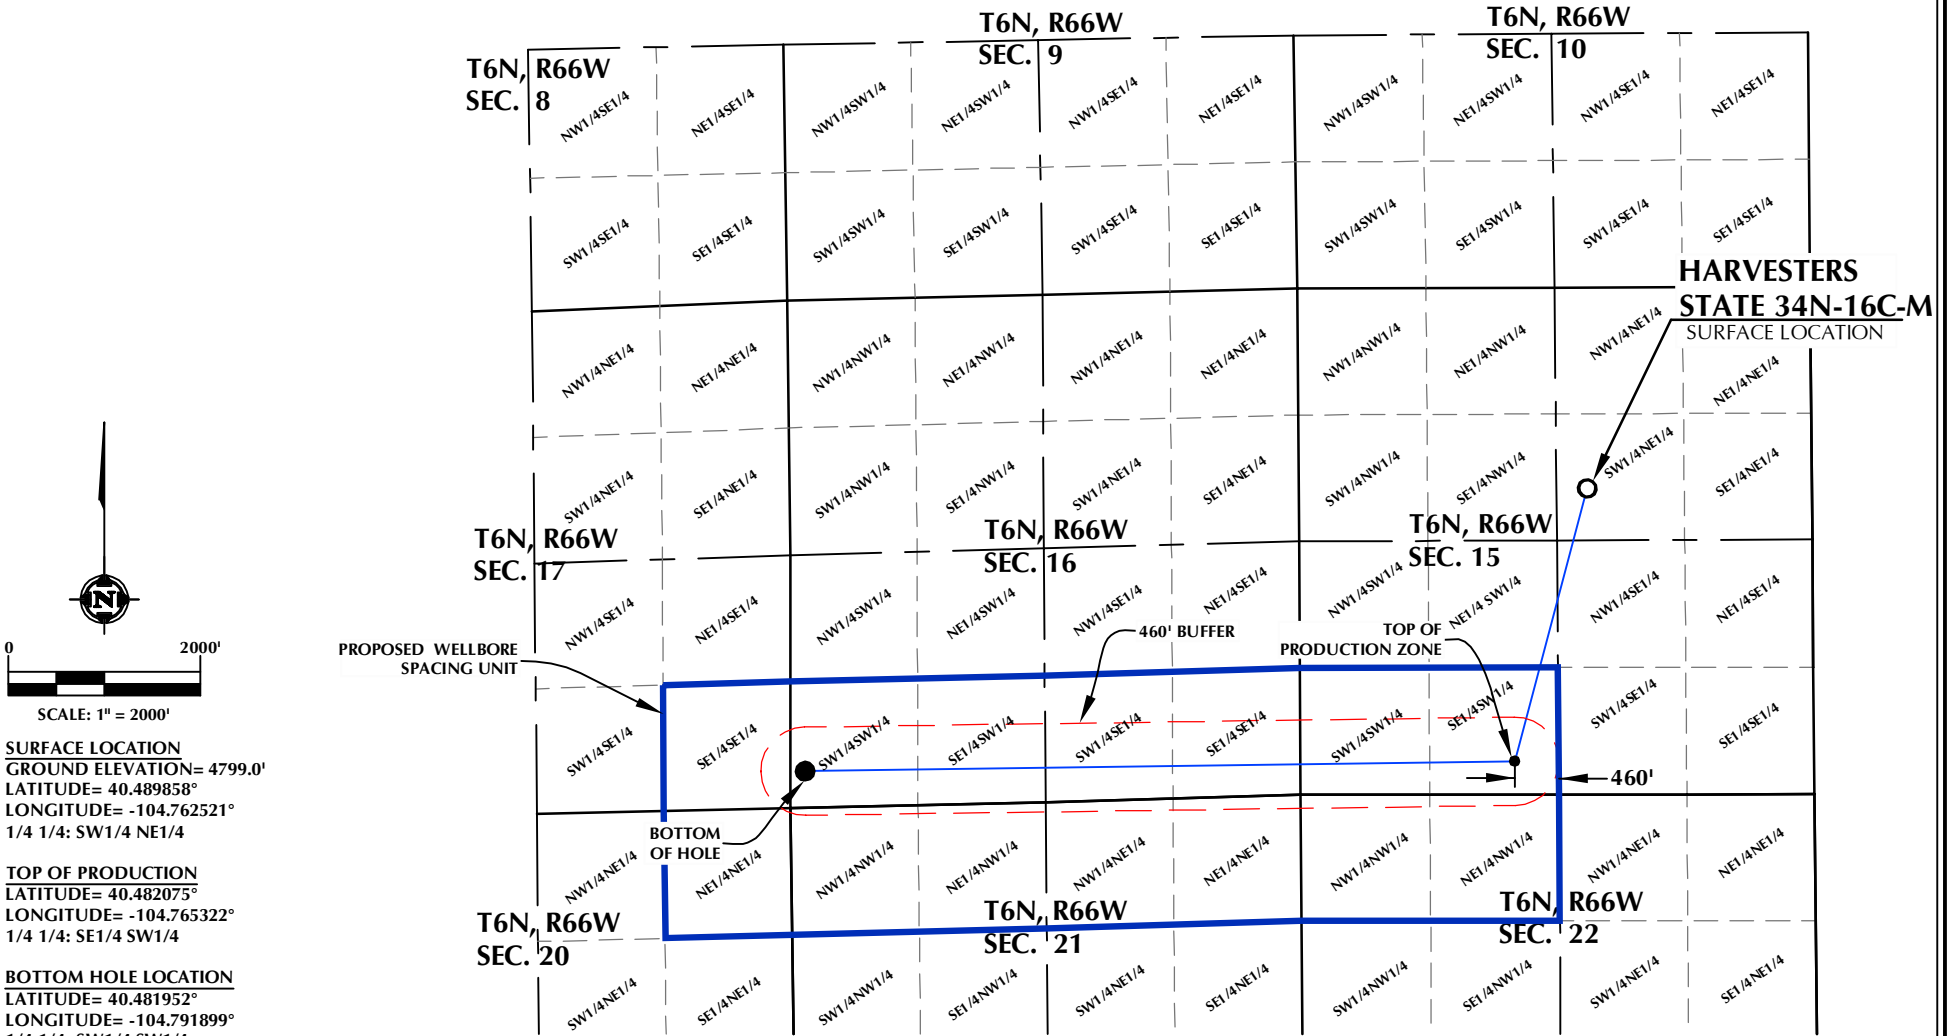 T6N, R66W
SEC. 9
T6N, R66W
SEC. 10
T6N, R66W
SEC. 8
NW1/4SE1/4
NE1/4SE1/4
NW1/4SW1/4
NE1/4SW1/4
NW1/4SE1/4
NE1/4SE1/4
NW1/4SW1/4
NE1/4SW1/4
NW1/4SE1/4
NE1/4SE1/4
SW1/4SE1/4
SE1/4SE1/4
SW1/4SW1/4
SE1/4SW1/4
SW1/4SE1/4
SE1/4SE1/4
SW1/4SW1/4
SE1/4SW1/4
SW1/4SE1/4
SE1/4SE1/4
HARVESTERS
STATE 34N-16C-M
SURFACE LOCATION
NW1/4NE1/4
NE1/4NE1/4
NW1/4NW1/4
NE1/4NW1/4
NW1/4NE1/4
NE1/4NE1/4
NW1/4NW1/4
NE1/4NW1/4
NW1/4NE1/4
NE1/4NE1/4
SW1/4NE1/4
SE1/4NE1/4
SW1/4NW1/4
SE1/4NW1/4
SW1/4NE1/4
SE1/4NE1/4
SW1/4NW1/4
SE1/4NW1/4
SW1/4NE1/4
SE1/4NE1/4
T6N, R66W
SEC. 17
T6N, R66W
SEC. 16
T6N, R66W
SEC. 15
NW1/4SE1/4
NE1/4SE1/4
NW1/4SW1/4
NE1/4SW1/4
NW1/4SE1/4
NE1/4SE1/4
NW1/4SW1/4
NE1/4 SW1/4
NW1/4SE1/4
NE1/4SE1/4
N
0 2000'
SCALE: 1" = 2000'
PROPOSED WELLBORE
SPACING UNIT
460' BUFFER
TOP OF
PRODUCTION ZONE
SW1/4SE1/4
SE1/4SE1/4
SW1/4SW1/4
SE1/4SW1/4
SW1/4SE1/4
SE1/4SE1/4
SW1/4SW1/4
SE1/4SW1/4
SW1/4SE1/4
SE1/4SE1/4
460'
BOTTOM
OF HOLE
NW1/4NE1/4
NE1/4NE1/4
NW1/4NW1/4
NE1/4NW1/4
NW1/4NE1/4
NE1/4NE1/4
NW1/4NW1/4
NE1/4NW1/4
NW1/4NE1/4
NE1/4NE1/4
T6N, R66W
SEC. 20
T6N, R66W
SEC. 21
T6N, R66W
SEC. 22
SW1/4NE1/4
SE1/4NE1/4
SW1/4NW1/4
SE1/4NW1/4
SW1/4NE1/4
SE1/4NE1/4
SW1/4NW1/4
SE1/4NW1/4
SW1/4NE1/4
SE1/4NE1/4
SURFACE LOCATION
GROUND ELEVATION= 4799.0'
LATITUDE= 40.489858°
LONGITUDE= -104.762521°
1/4 1/4: SW1/4 NE1/4
TOP OF PRODUCTION
LATITUDE= 40.482075°
LONGITUDE= -104.765322°
1/4 1/4: SE1/4 SW1/4
BOTTOM HOLE LOCATION
LATITUDE= 40.481952°
LONGITUDE= -104.791899°
1/4 1/4: SW1/4 SW1/4